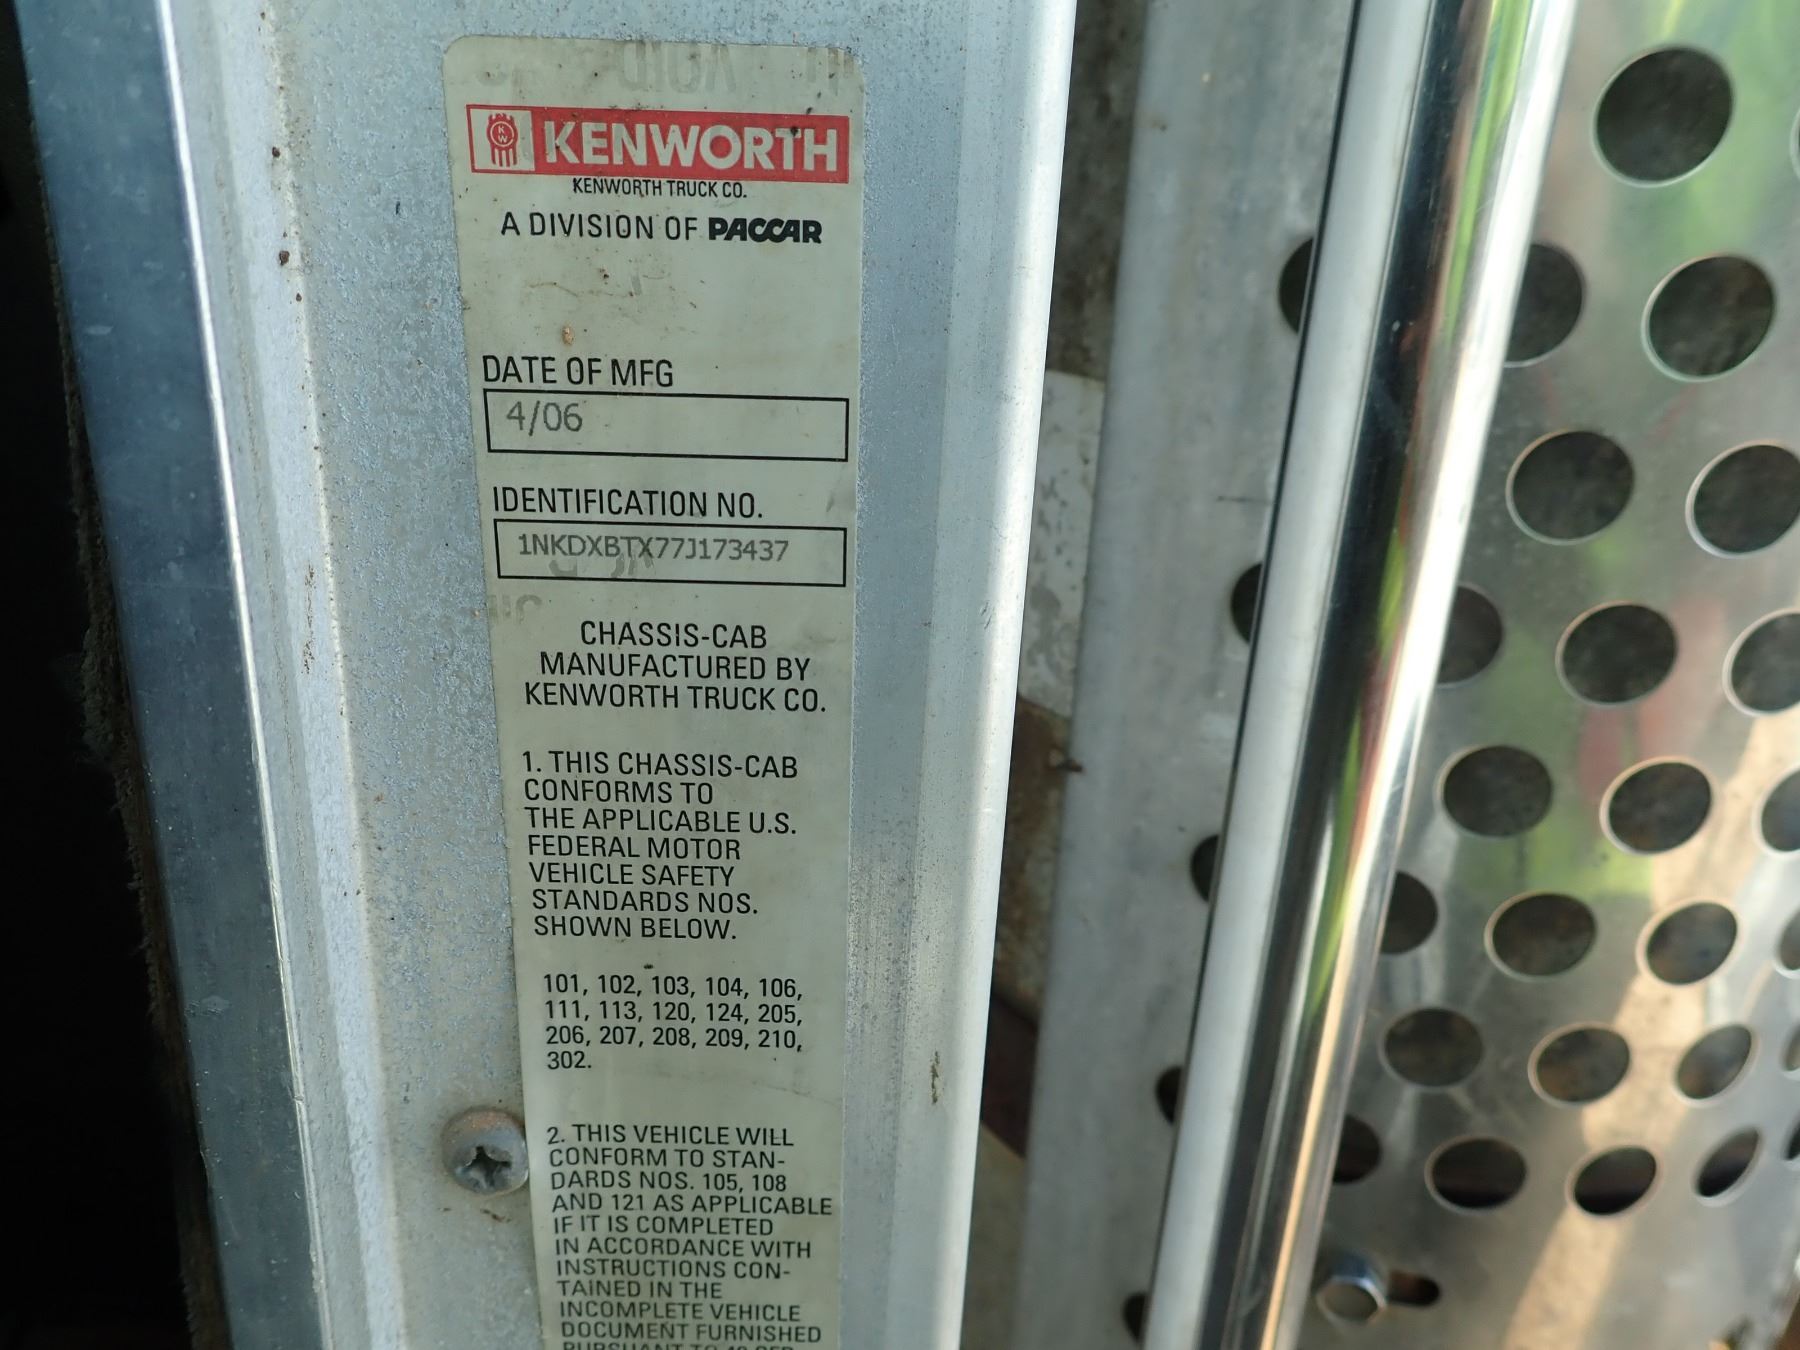 KENWORTH
KENWORTH TRUCK CO.
A DIVISION OF PACCAR
DATE OF MFG
4/06
IDENTIFICATION NO.
1NKDXBTX77J173437
CHASSIS-CAB
MANUFACTURED BY
KENWORTH TRUCK CO.
1. THIS CHASSIS-CAB
CONFORMS TO
THE APPLICABLE U.S.
FEDERAL MOTOR
VEHICLE SAFETY
STANDARDS NOS.
SHOWN BELOW.
101, 102, 103, 104, 106,
111, 113, 120, 124, 205,
206, 207, 208, 209, 210,
302.
2. THIS VEHICLE WILL
CONFORM TO STAN-
DARDS NOS. 105, 108
AND 121 AS APPLICABLE
IF IT IS COMPLETED
IN ACCORDANCE WITH
INSTRUCTIONS CON-
TAINED IN THE
INCOMPLETE VEHICLE
DOCUMENT FURNISHED